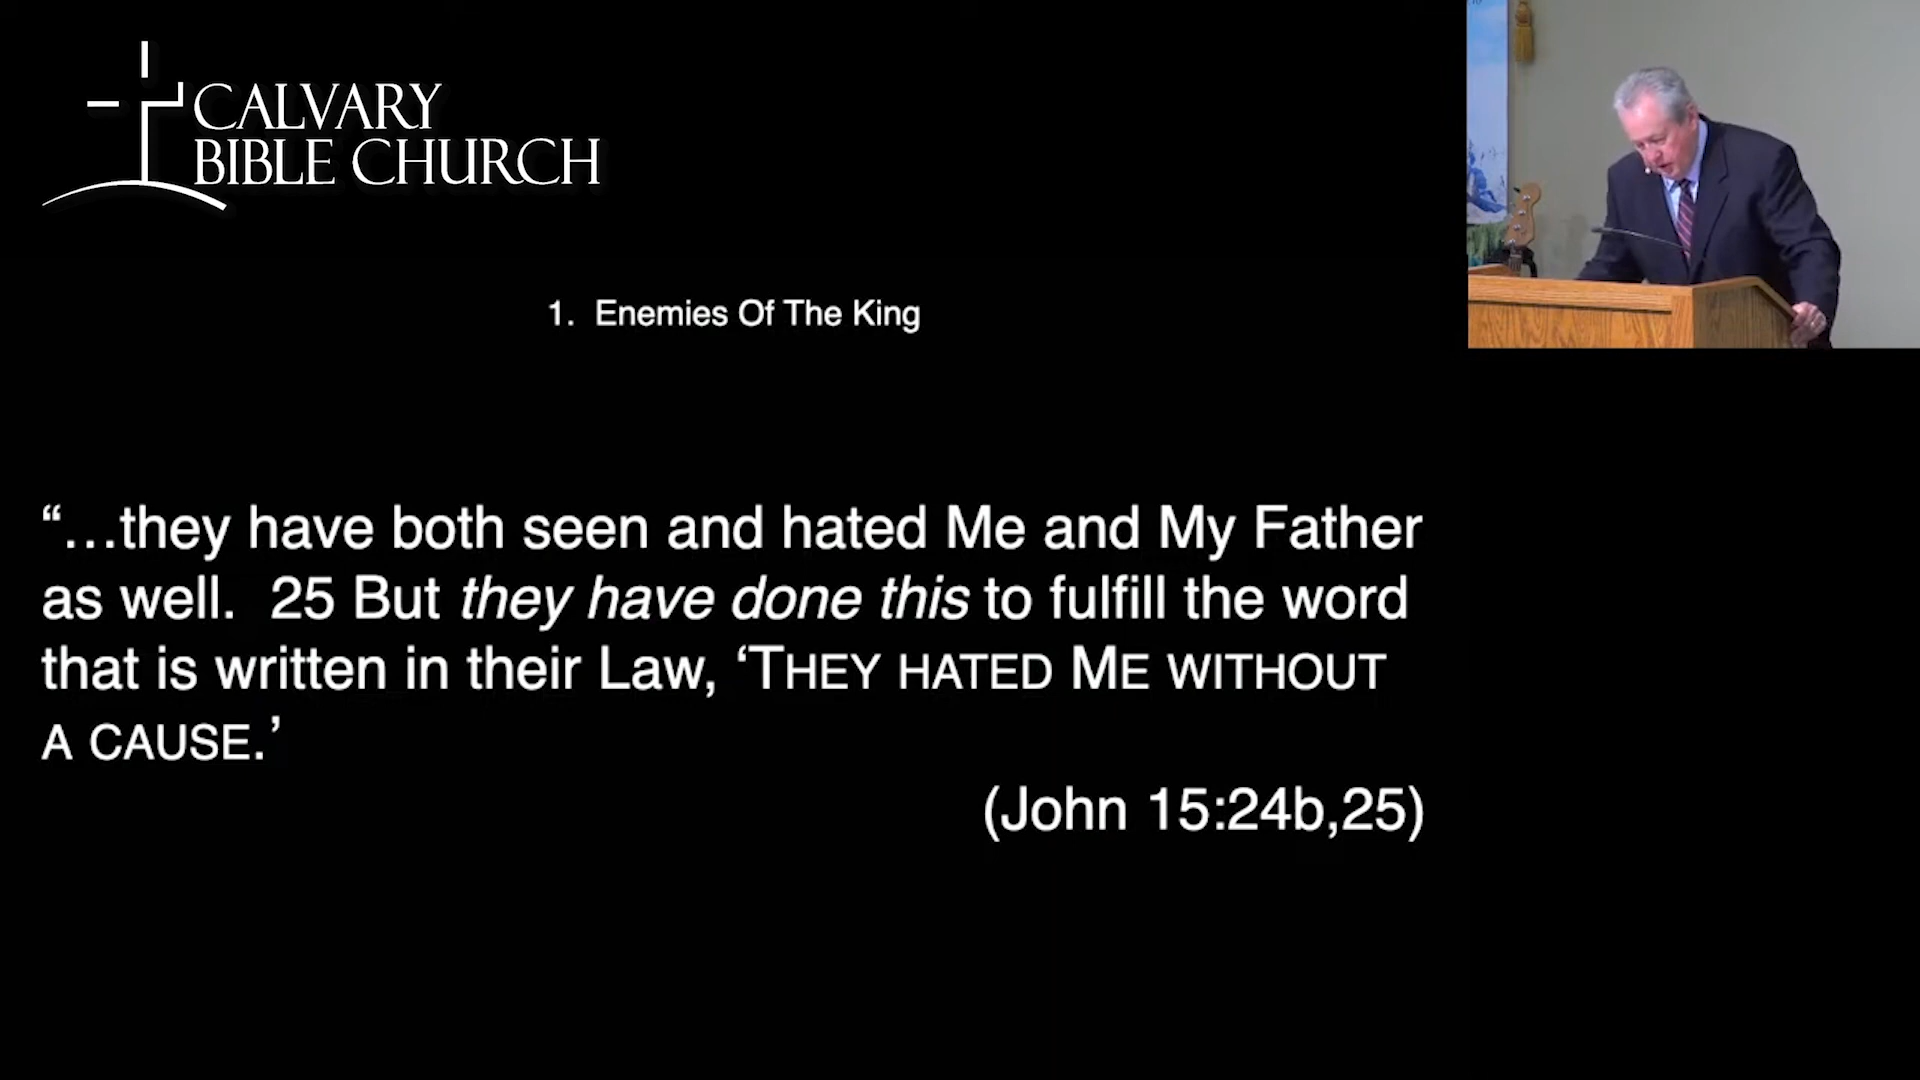 CALVARY
BIBLE CHURCH
1. Enemies Of The King
“…they have both seen and hated Me and My Father
as well. 25 But they have done this to fulfill the word
that is written in their Law, ‘THEY HATED ME WITHOUT
A CAUSE.’
(John 15:24b,25)